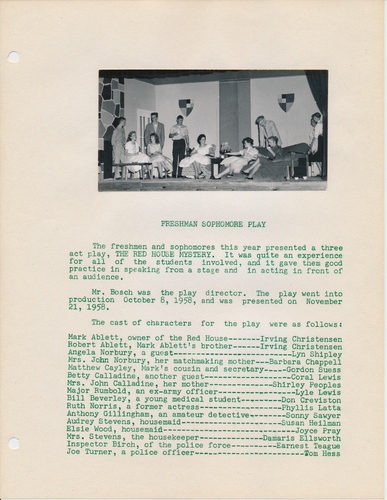 FRESHMAN SOPHOMORE PLAY
The freshmen and sophomores this year presented a three
act play, THE RED HOUSE MYSTERY. It was quite an experience
for all of the students involved, and it gave them good
practice in speaking from a stage and in acting in front of
an audience.
Mr. Bosch was the play director. The play went into
production October 8, 1958, and was presented on November
21, 1958.
The cast of characters for the play were as follows:
Mark Ablett, owner of the Red House------Irving Christensen
Robert Ablett, Mark Ablett's brother-----Irving Christensen
Angela Norbury, a guest------------------------Lyn Shipley
Mrs. John Norbury, her matchmaking mother--Barbara Chappell
Matthew Cayley, Mark's cousin and secretary----Gordon Suess
Betty Calladine, another guest------------------Coral Lewis
Mrs. John Calladine, her mother-------------Shirley Peoples
Major Rumbold, an ex-army officer----------------Lyle Lewis
Bill Beverley, a young medical student--------Don Creviston
Ruth Norris, a former actress----------------Phyllis Latta
Anthony Gillingham, an amateur detective------Sonny Sawyer
Audrey Stevens, housemaid---------------------Susan Heilman
Elsie Wood, housemaid----------------------------Joyce Fray
Mrs. Stevens, the housekeeper-------------Damaris Ellsworth
Inspector Birch, of the police force---------Earnest Teague
Joe Turner, a police officer-----------------------Tom Hess